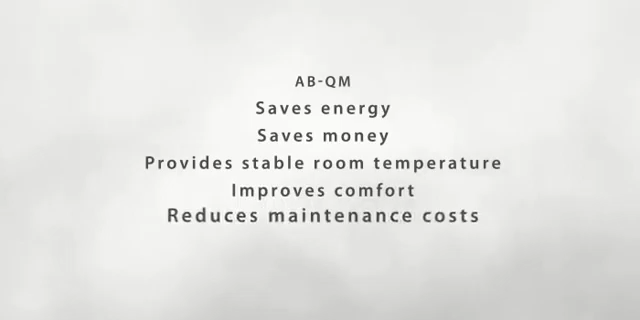 AB-QM
Saves energy
Saves money
Provides stable room temperature
Improves comfort
Reduces maintenance costs